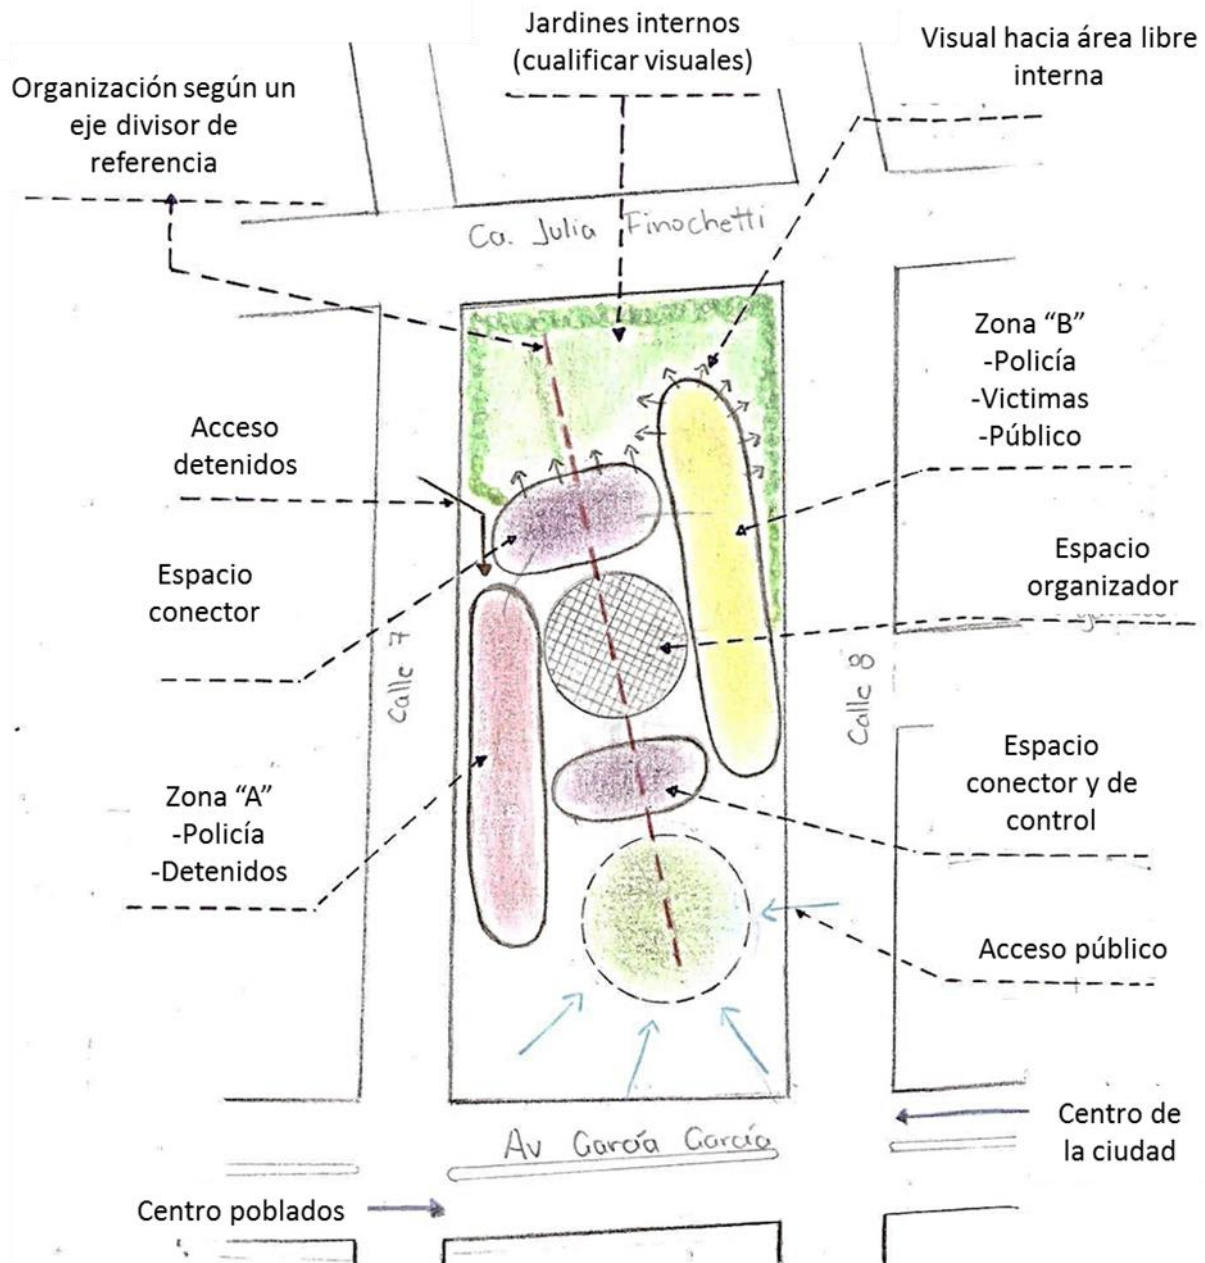 Jardines internos
(cualificar visuales)
Visual hacia área libre
interna
Organización según un
eje divisor de
referencia
Ca. Julia Finochetti
Zona “B”
-Policía
-Victimas
-Público
Acceso
detenidos
Espacio
organizador
Espacio
conector
Calle 7
Calle 8
Espacio
conector y de
control
Zona “A”
-Policía
-Detenidos
Acceso público
Centro de
la ciudad
Av García García
Centro poblados